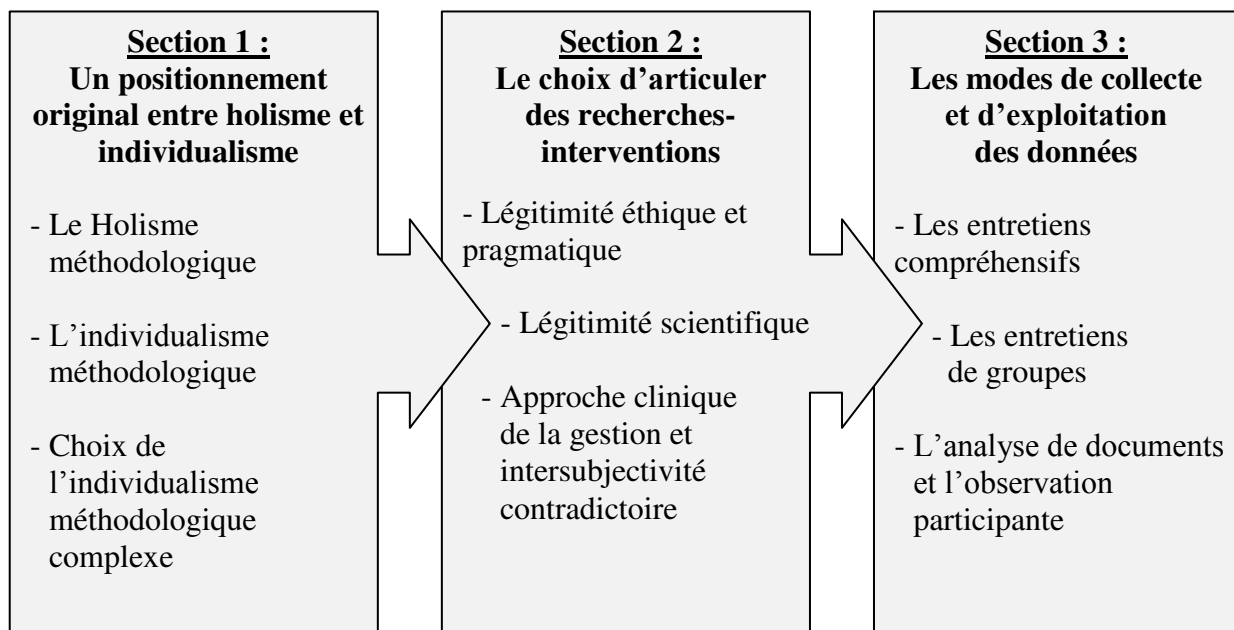 Section 1 :
Un positionnement
original entre holisme et
individualisme
- Le Holisme
méthodologique
- L’individualisme
méthodologique
- Choix de
l’individualisme
méthodologique
complexe
Section 2 :
Le choix d’articuler
des recherches-
interventions
- Légitimité éthique et
pragmatique
- Légitimité scientifique
- Approche clinique
de la gestion et
intersubjectivité
contradictoire
Section 3 :
Les modes de collecte
et d’exploitation
des données
- Les entretiens
compréhensifs
- Les entretiens
de groupes
- L’analyse de documents
et l’observation
participante